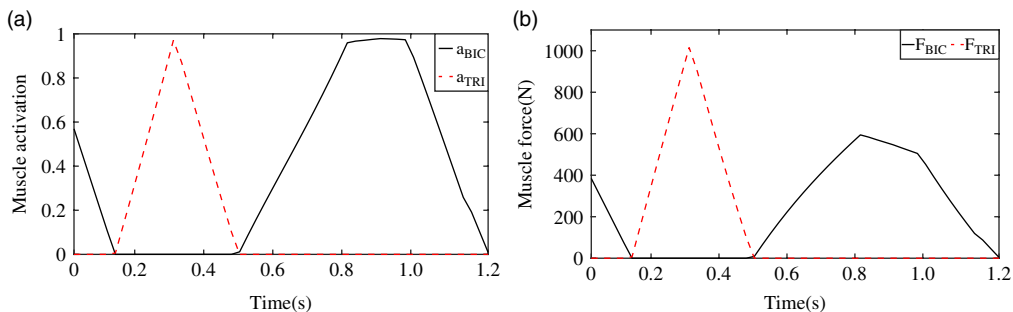 (a)
Muscle activation
1
0.8
0.6
0.4
0.2
0
a_BIC
a_TRI
0 0.2 0.4 0.6 0.8 1.0 1.2
Time(s)
(b)
Muscle force(N)
1000
800
600
400
200
0
F_BIC F_TRI
0 0.2 0.4 0.6 0.8 1.0 1.2
Time(s)